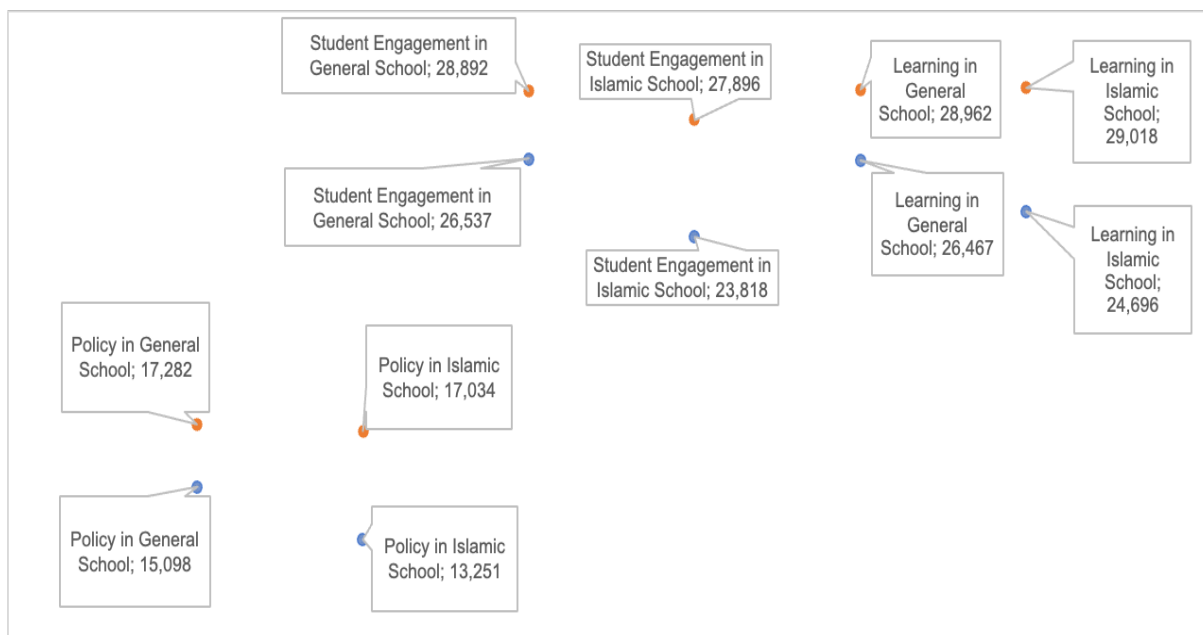 Student Engagement in
General School; 28,892
Student Engagement in
Islamic School; 27,896
Learning in
General
School; 28,962
Learning in
Islamic
School;
29,018
Student Engagement in
General School; 26,537
Student Engagement in
Islamic School; 23,818
Learning in
General
School; 26,467
Learning in
Islamic
School;
24,696
Policy in General
School; 17,282
Policy in Islamic
School; 17,034
Policy in General
School; 15,098
Policy in Islamic
School; 13,251